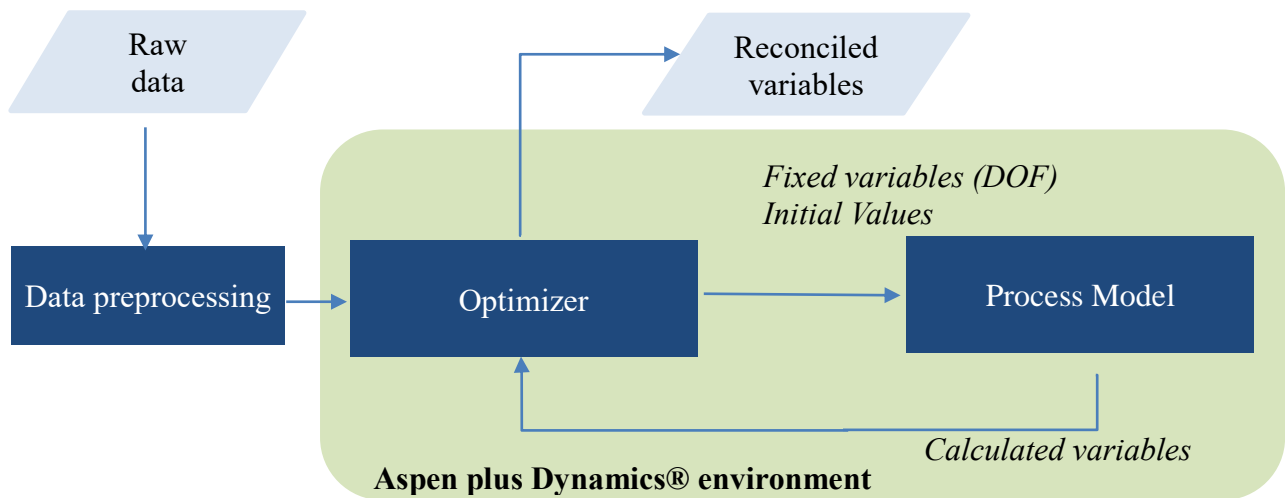 Raw
data
Reconciled
variables
Fixed variables (DOF)
Initial Values
Data preprocessing
Optimizer
Process Model
Calculated variables
Aspen plus Dynamics® environment